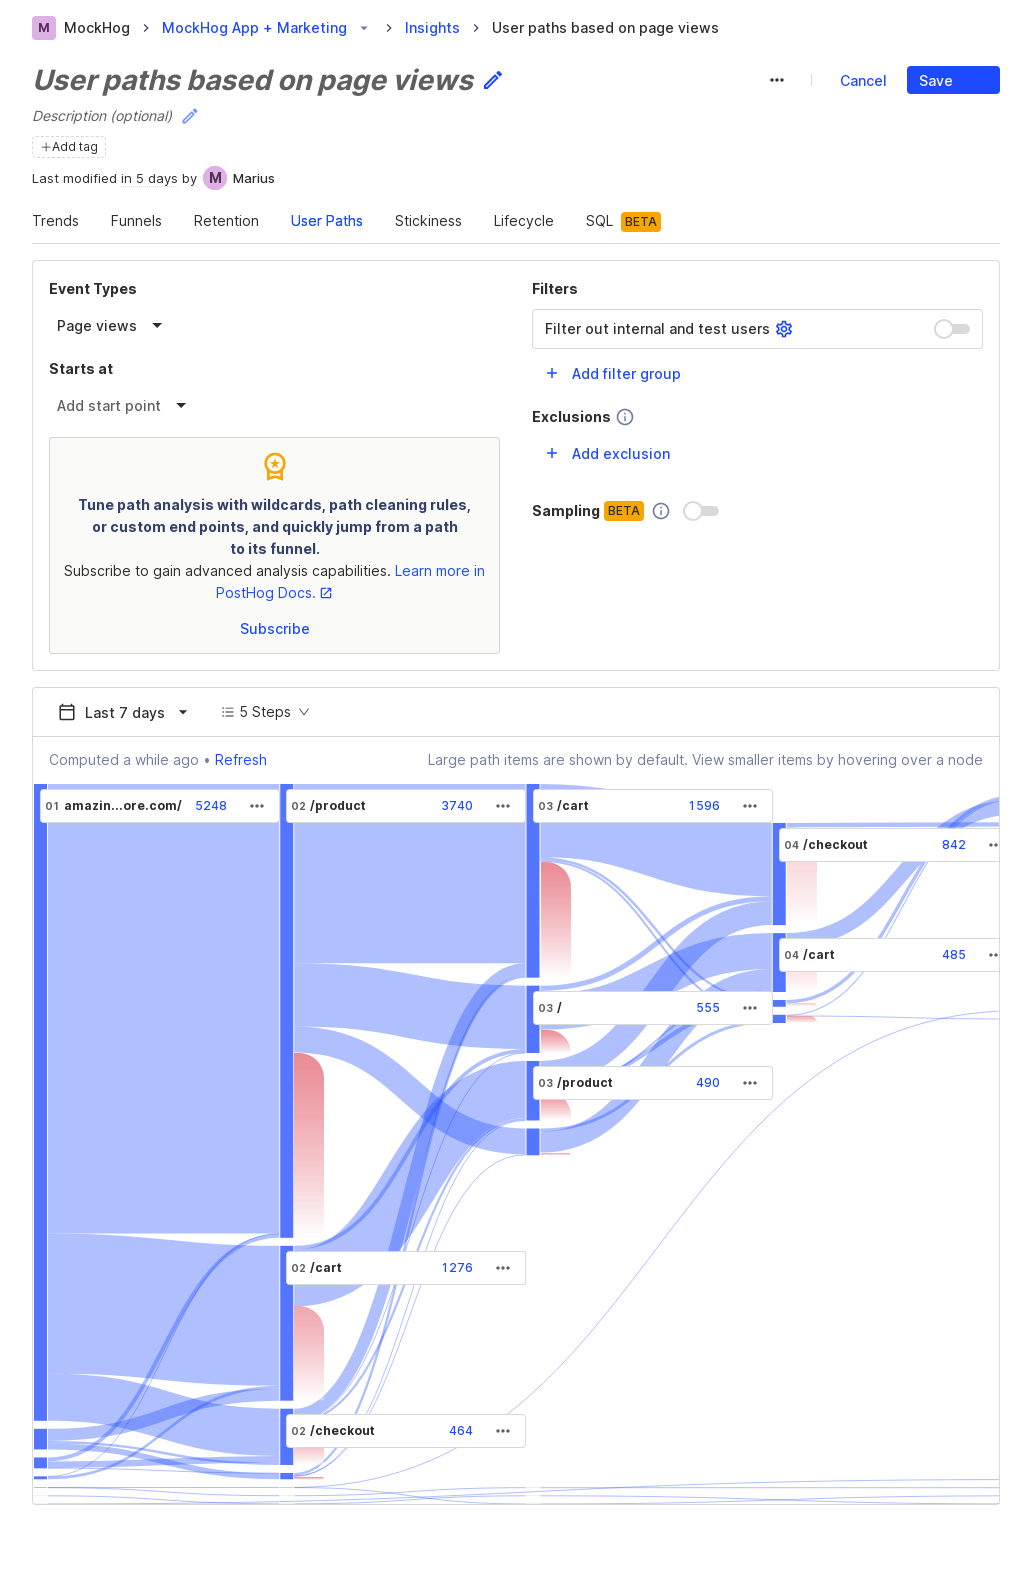 M MockHog MockHog App + Marketing Insights User paths based on page views
User paths based on page views
Cancel Save
Description (optional)
Add tag
Last modified in 5 days by M Marius
Trends Funnels Retention User Paths Stickiness Lifecycle SQL BETA
Event Types
Page views
Starts at
Add start point
Tune path analysis with wildcards, path cleaning rules,
or custom end points, and quickly jump from a path
to its funnel.
Subscribe to gain advanced analysis capabilities. Learn more in
PostHog Docs.
Subscribe
Filters
Filter out internal and test users
Add filter group
Exclusions
Add exclusion
Sampling BETA
Last 7 days 5 Steps
Computed a while ago • Refresh Large path items are shown by default. View smaller items by hovering over a node
01 amazin...ore.com/ 5248
02 /product 3740
03 /cart 1596
04 /checkout 842
04 /cart 485
03 / 555
03 /product 490
02 /cart 1276
02 /checkout 464